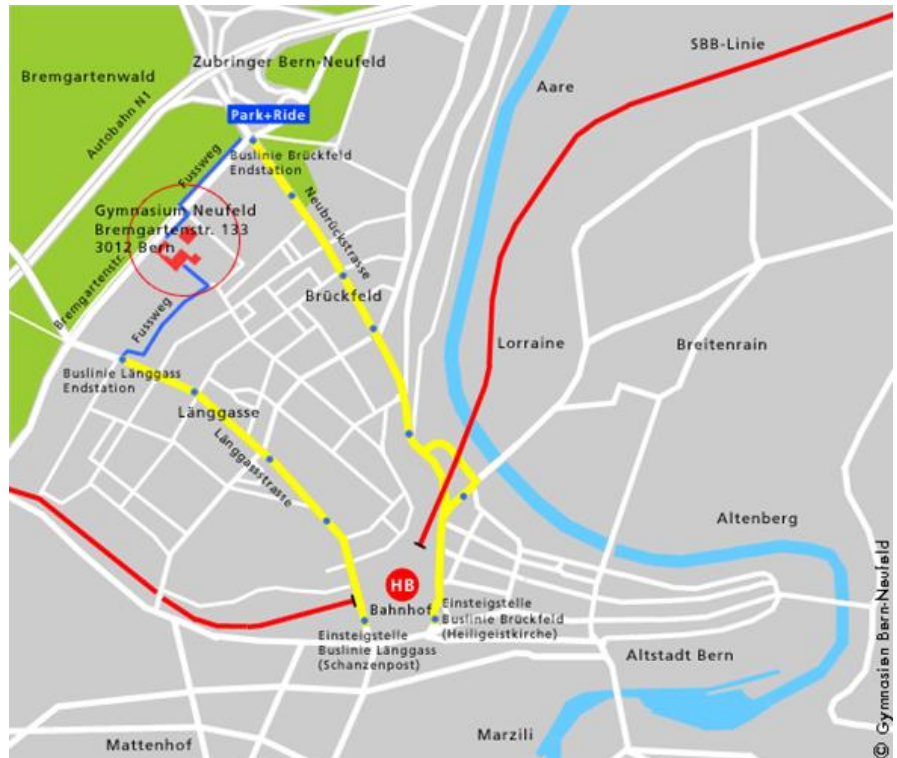 SBB-Linie
Zubringer Bern-Neufeld
Bremgartenwald
Aare
Autobahn N1
Park+Ride
Buslinie Brückfeld
Endstation
Fussweg
Neubrückstrasse
Gymnasium Neufeld
Bremgartenstr. 133
3012 Bern
Bremgartenstr.
Brückfeld
Fussweg
Lorraine
Breitenrain
Buslinie Länggass
Endstation
Länggasse
Länggassstrasse
Altenberg
HB
Bahnhof
Einsteigstelle
Buslinie Brückfeld
(Heiliggeistkirche)
Einsteigstelle
Buslinie Länggass
(Schanzenpost)
Altstadt Bern
Marzili
Mattenhof
© Gymnasien Bern-Neufeld